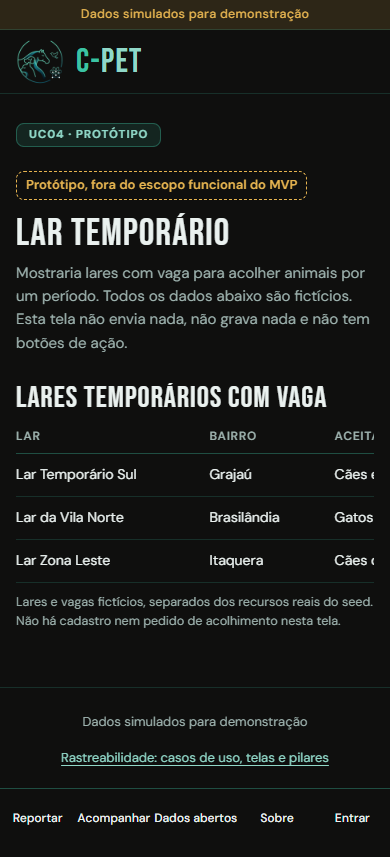 Dados simulados para demonstração
C-PET
UC04 · PROTÓTIPO
Protótipo, fora do escopo funcional do MVP
LAR TEMPORÁRIO
Mostraria lares com vaga para acolher animais por
um período. Todos os dados abaixo são fictícios.
Esta tela não envia nada, não grava nada e não tem
botões de ação.
LARES TEMPORÁRIOS COM VAGA
LAR BAIRRO
Lar Temporário Sul Grajaú Cães
Lar da Vila Norte Brasilândia Gatos
Lar Zona Leste Itaquera Cães
Lares e vagas fictícios, separados dos recursos reais do seed.
Não há cadastro nem pedido de acolhimento nesta tela.
Dados simulados para demonstração
Rastreabilidade: casos de uso, telas e pilares
Reportar Acompanhar Dados abertos Sobre Entrar